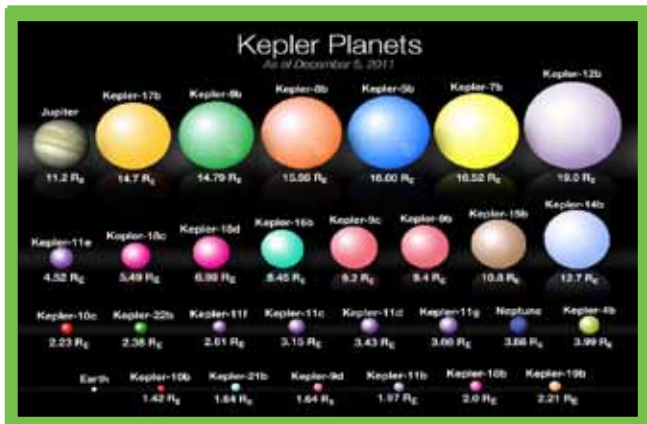 Kepler Planets
As of December 5, 2011
Jupiter Kepler-17b Kepler-6b Kepler-8b Kepler-5b Kepler-7b Kepler-12b
11.2 RE 14.7 RE 14.79 RE 15.98 RE 16.00 RE 16.52 RE 19.0 RE
Kepler-11e Kepler-18c Kepler-18d Kepler-16b Kepler-9c Kepler-9b Kepler-15b Kepler-14b
4.52 RE 5.49 RE 6.98 RE 8.45 RE 9.2 RE 9.4 RE 10.8 RE 12.7 RE
Kepler-10c Kepler-22b Kepler-11f Kepler-11c Kepler-11d Kepler-11g Neptune Kepler-4b
2.23 RE 2.38 RE 2.61 RE 3.15 RE 3.43 RE 3.66 RE 3.88 RE 3.99 RE
Earth Kepler-10b Kepler-21b Kepler-9d Kepler-11b Kepler-18b Kepler-19b
1.42 RE 1.64 RE 1.64 RE 1.97 RE 2.0 RE 2.21 RE